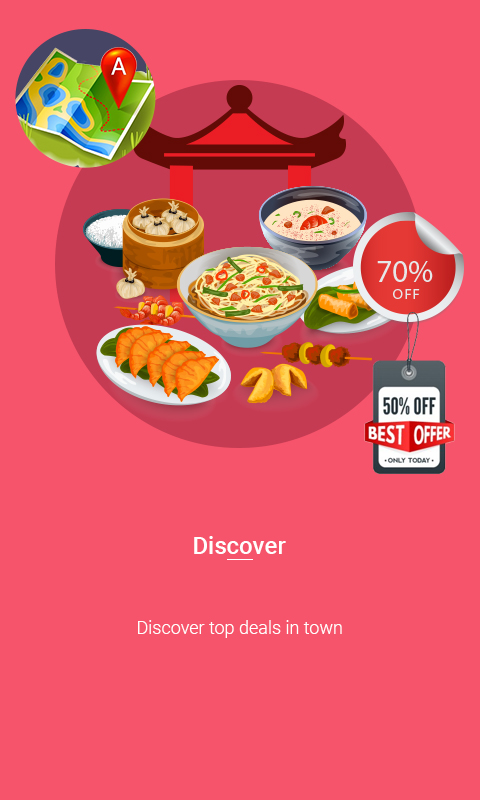 A
70%
OFF
50% OFF
BEST OFFER
• ONLY TODAY •
Discover
Discover top deals in town